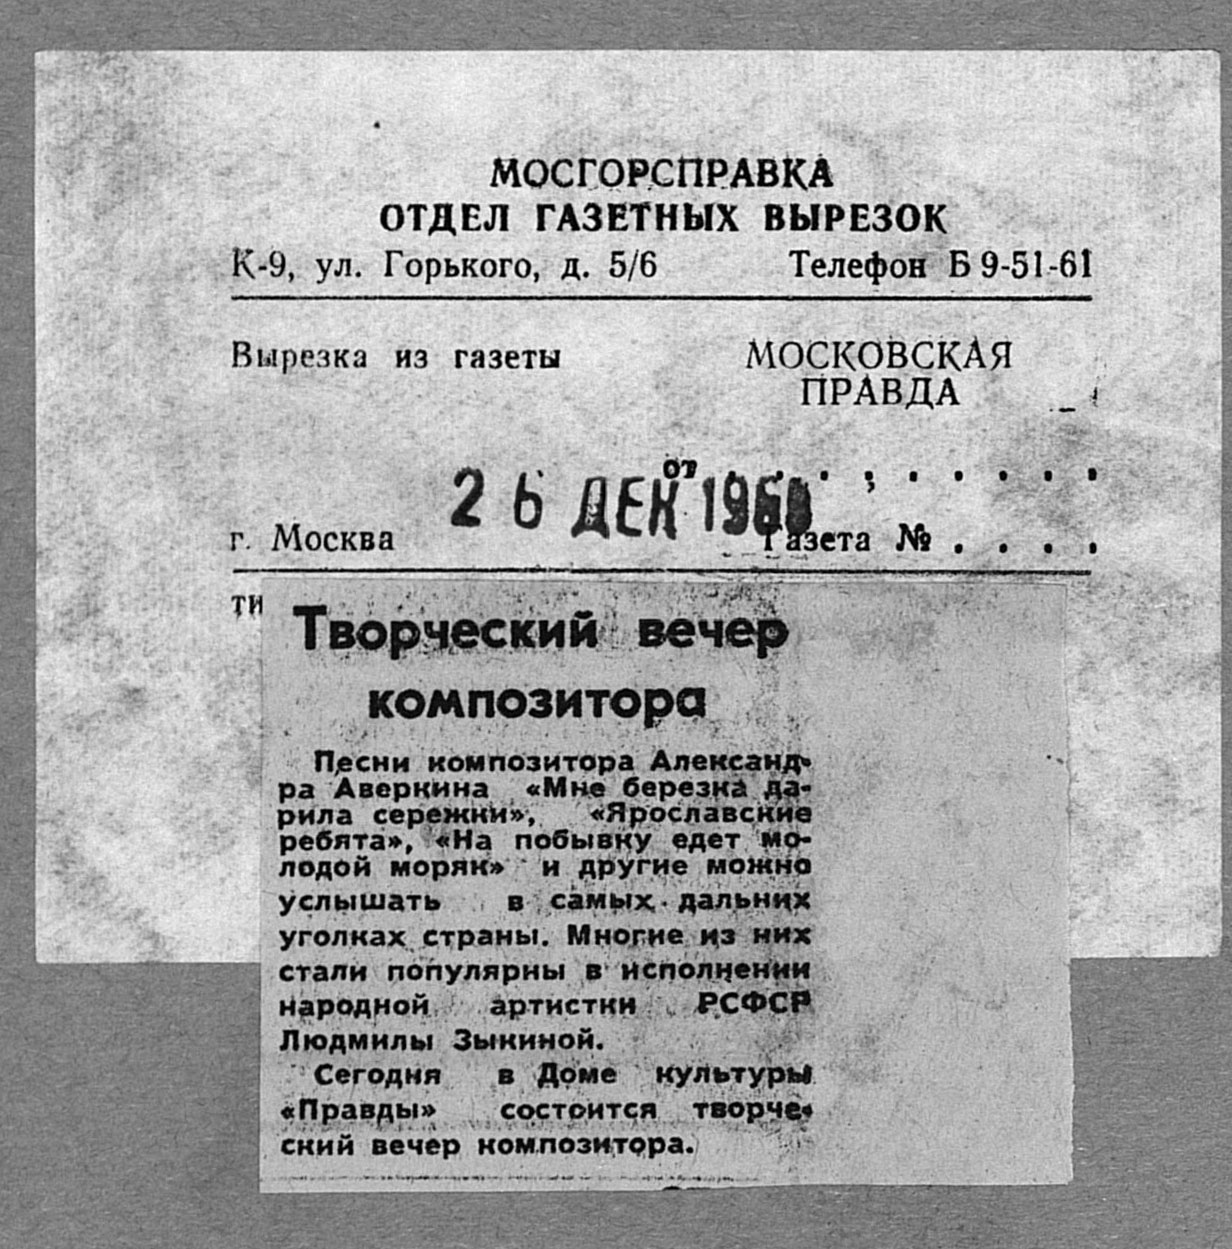 МОСГОРСПРАВКА
ОТДЕЛ ГАЗЕТНЫХ ВЫРЕЗОК
К-9, ул. Горького, д. 5/6 Телефон Б 9-51-61
Вырезка из газеты МОСКОВСКАЯ
ПРАВДА
от . . . . . . . .
26 ДЕК 196
г. Москва Газета № . . . .
ти
Творческий вечер
композитора
Песни композитора Александ-
ра Аверкина «Мне березка да-
рила сережки», «Ярославские
ребята», «На побывку едет мо-
лодой моряк» и другие можно
услышать в самых дальних
уголках страны. Многие из них
стали популярны в исполнении
народной артистки РСФСР
Людмилы Зыкиной.
Сегодня в Доме культуры
«Правды» состоится творче-
ский вечер композитора.